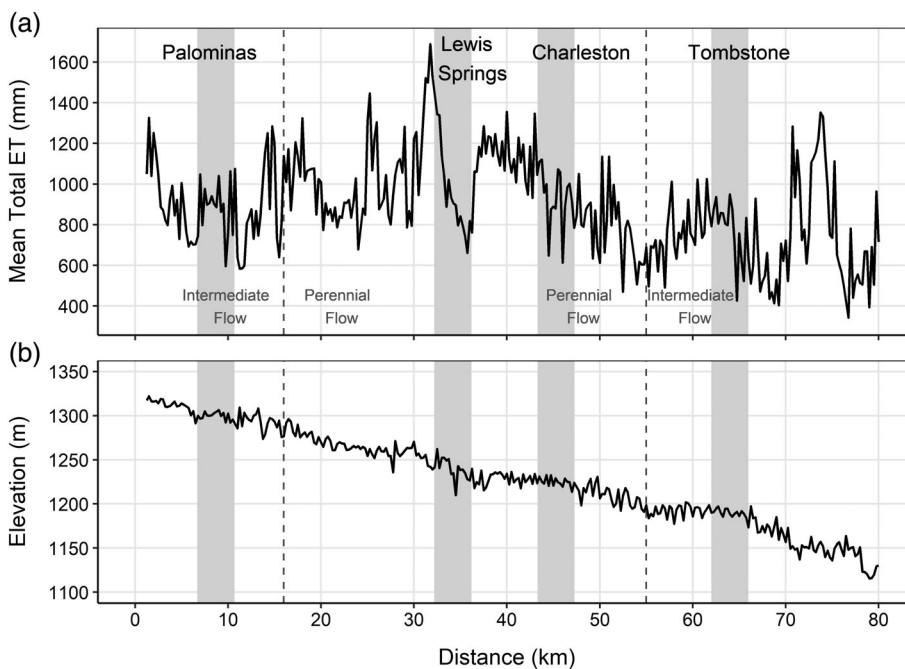 (a)
Palominas
Lewis
Springs
Charleston
Tombstone
Mean Total ET (mm)
1600
1400
1200
1000
800
600
400
Intermediate
Flow
Perennial
Flow
Perennial
Flow
Intermediate
Flow
(b)
Elevation (m)
1350
1300
1250
1200
1150
1100
0 10 20 30 40 50 60 70 80
Distance (km)